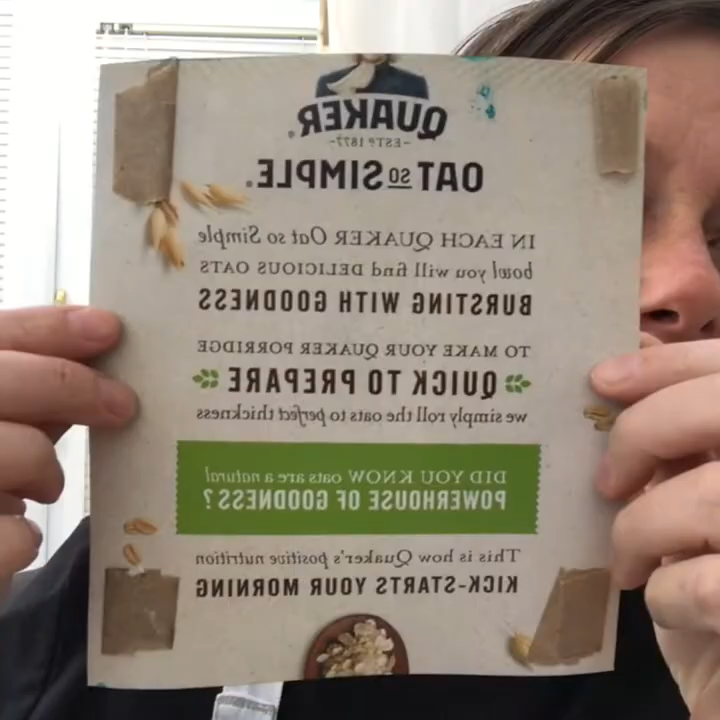 QUAKER®
-ESTᴰ 1877-
OAT so SIMPLE.®
IN EACH QUAKER Oat so Simple
bowl you will find DELICIOUS OATS
BURSTING WITH GOODNESS
TO MAKE YOUR QUAKER PORRIDGE
QUICK TO PREPARE
we simply roll the oats to perfect thickness
DID YOU KNOW oats are a natural
POWERHOUSE OF GOODNESS?
This is how Quaker's positive nutrition
KICK-STARTS YOUR MORNING